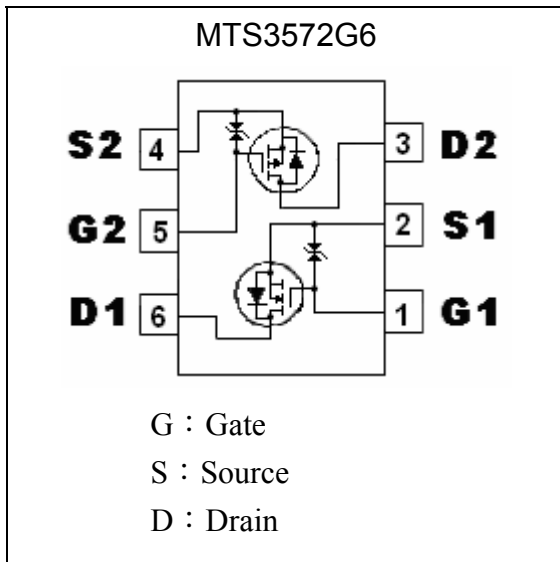 MTS3572G6
S2 4 3 D2
G2 5 2 S1
D1 6 1 G1
G：Gate
S：Source
D：Drain